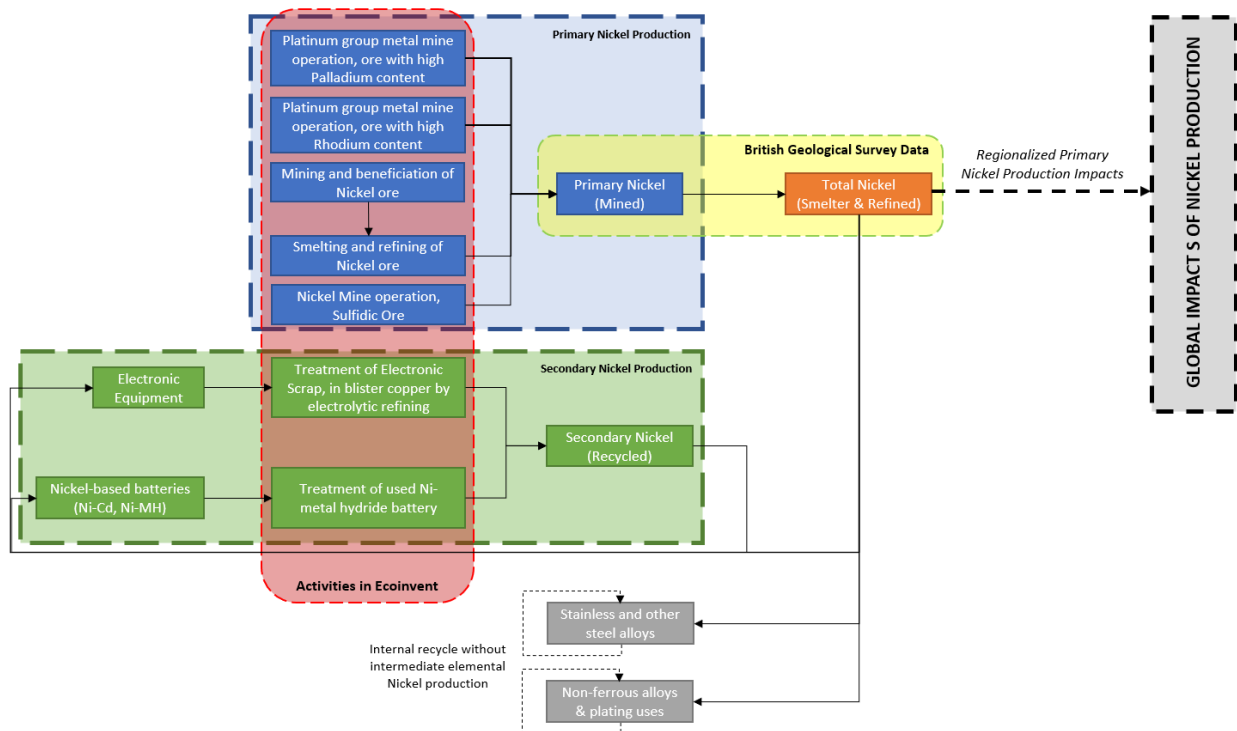 Primary Nickel Production
Platinum group metal mine
operation, ore with high
Palladium content
Platinum group metal mine
operation, ore with high
Rhodium content
Mining and beneficiation of
Nickel ore
Smelting and refining of
Nickel ore
Nickel Mine operation,
Sulfidic Ore
British Geological Survey Data
Primary Nickel
(Mined)
Total Nickel
(Smelter & Refined)
Regionalized Primary
Nickel Production Impacts
GLOBAL IMPACT S OF NICKEL PRODUCTION
Secondary Nickel Production
Electronic
Equipment
Treatment of Electronic
Scrap, in blister copper by
electrolytic refining
Secondary Nickel
(Recycled)
Nickel-based batteries
(Ni-Cd, Ni-MH)
Treatment of used Ni-
metal hydride battery
Activities in Ecoinvent
Stainless and other
steel alloys
Internal recycle without
intermediate elemental
Nickel production
Non-ferrous alloys
& plating uses